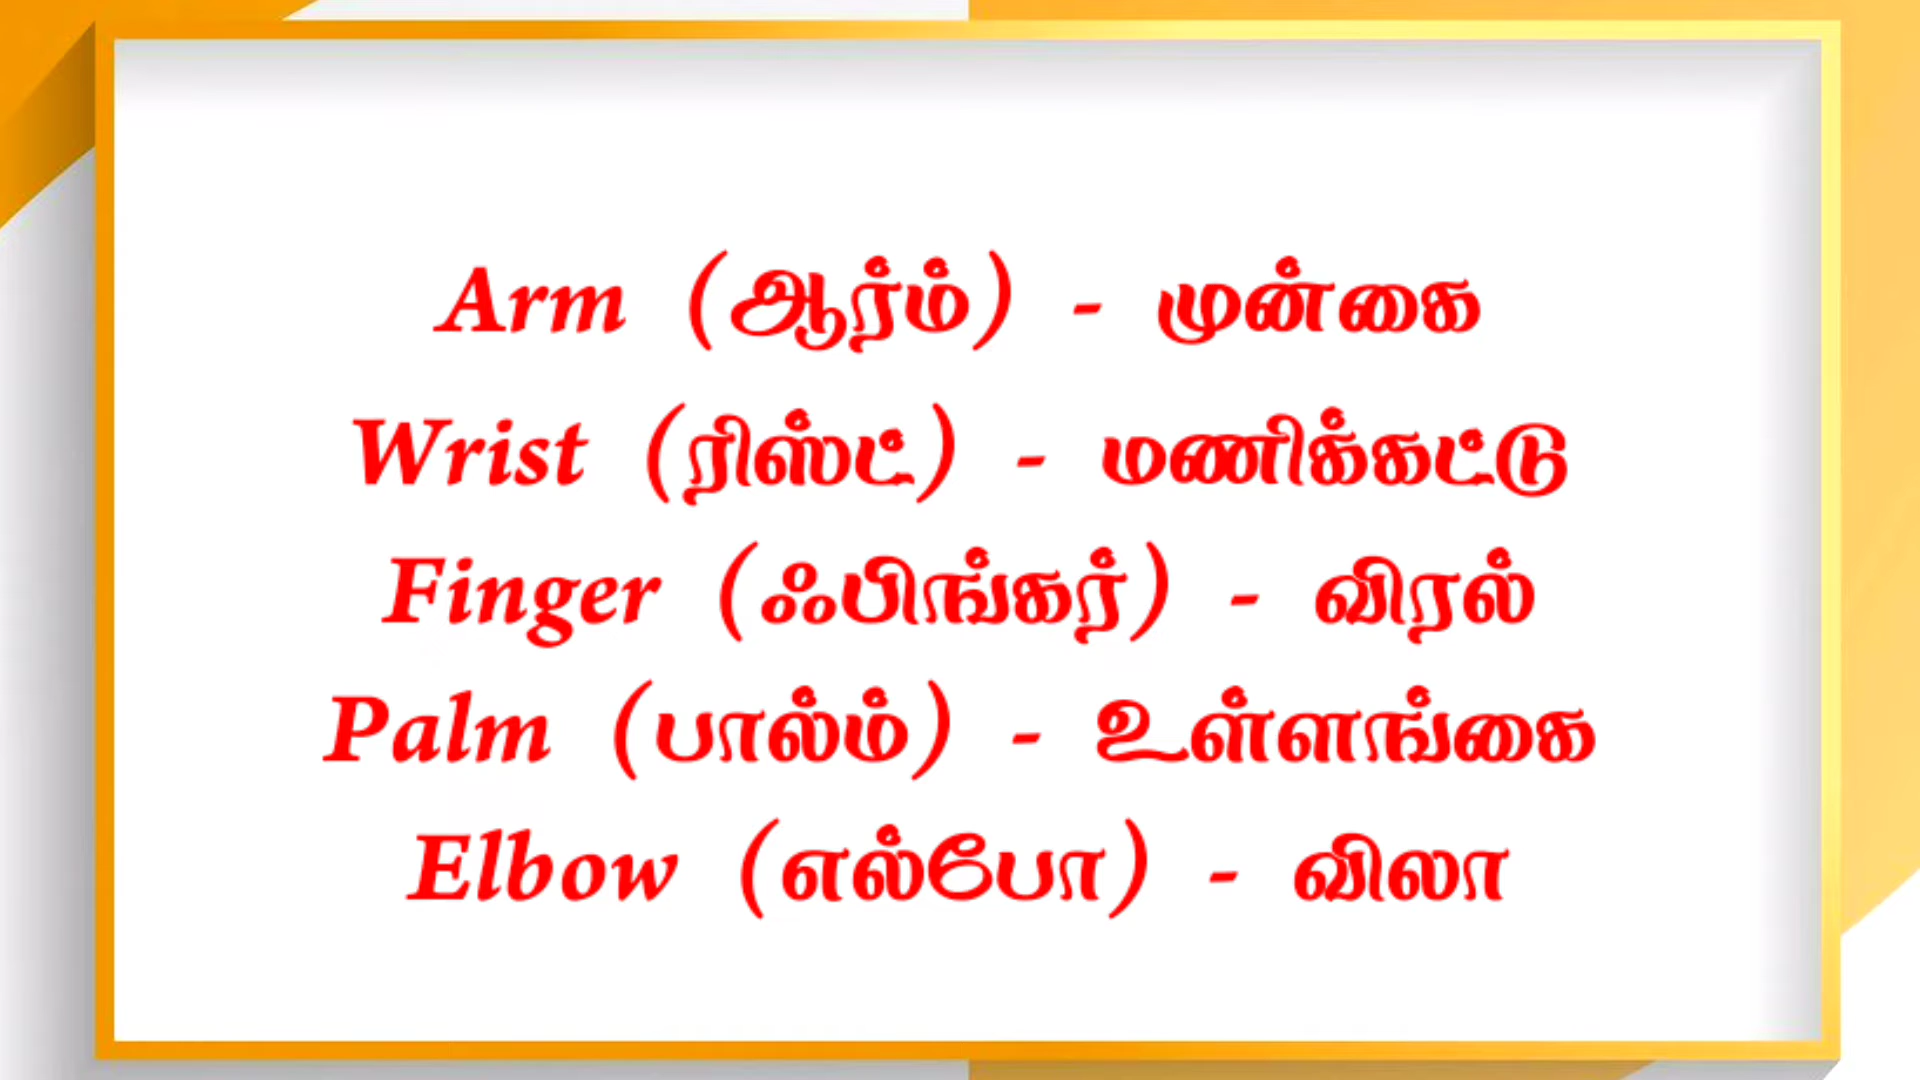 Arm (ஆர்ம்) - முன்கை
Wrist (ரிஸ்ட்) - மணிக்கட்டு
Finger (ஃபிங்கர்) - விரல்
Palm (பால்ம்) - உள்ளங்கை
Elbow (எல்போ) - விலா